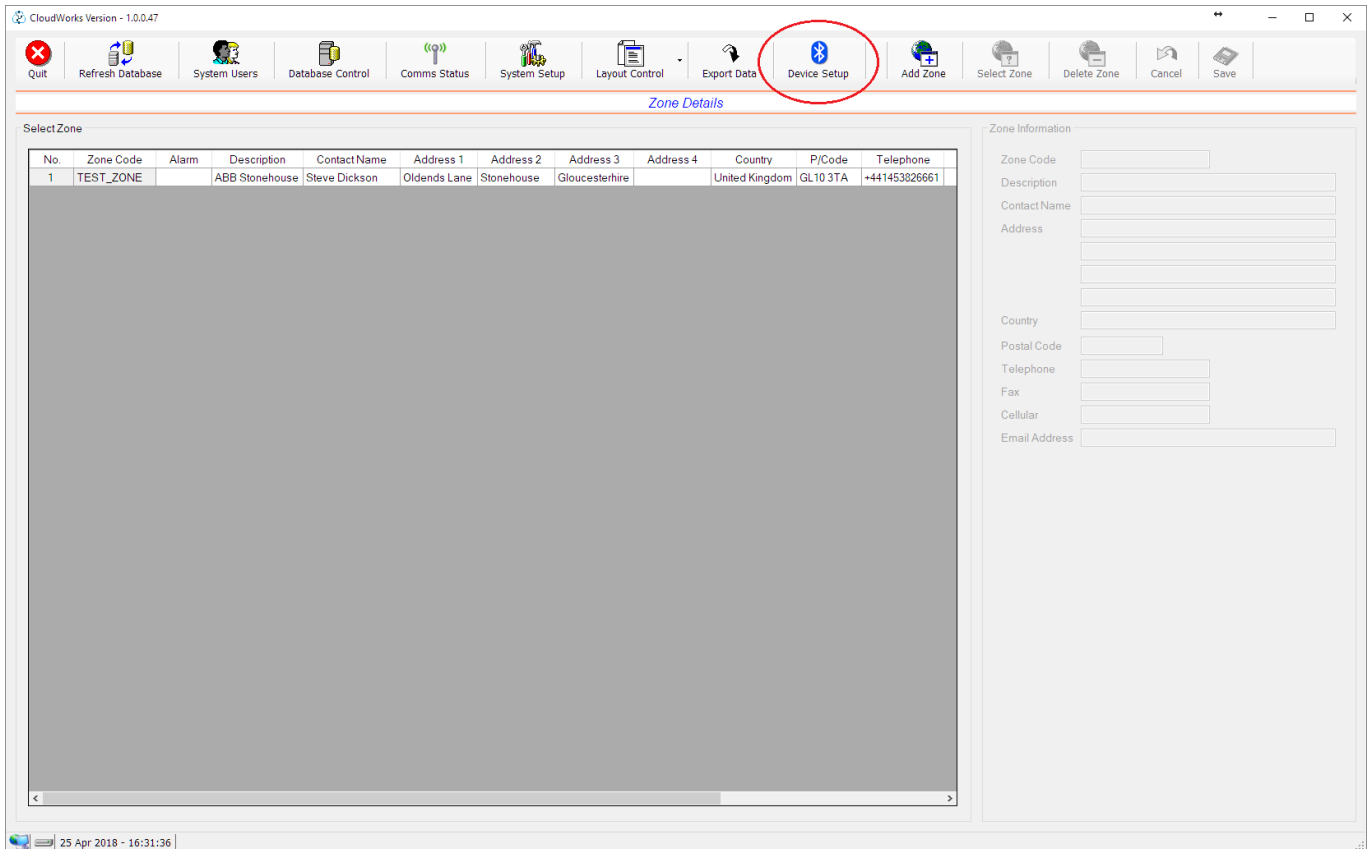 CloudWorks Version - 1.0.0.47
Quit Refresh Database System Users Database Control Comms Status System Setup Layout Control Export Data Device Setup Add Zone Select Zone Delete Zone Cancel Save
Zone Details
Select Zone
No. Zone Code Alarm Description Contact Name Address 1 Address 2 Address 3 Address 4 Country P/Code Telephone
1 TEST_ZONE ABB Stonehouse Steve Dickson Oldends Lane Stonehouse Gloucesterhire United Kingdom GL10 3TA +441453826661
Zone Information
Zone Code
Description
Contact Name
Address
Country
Postal Code
Telephone
Fax
Cellular
Email Address
25 Apr 2018 - 16:31:36